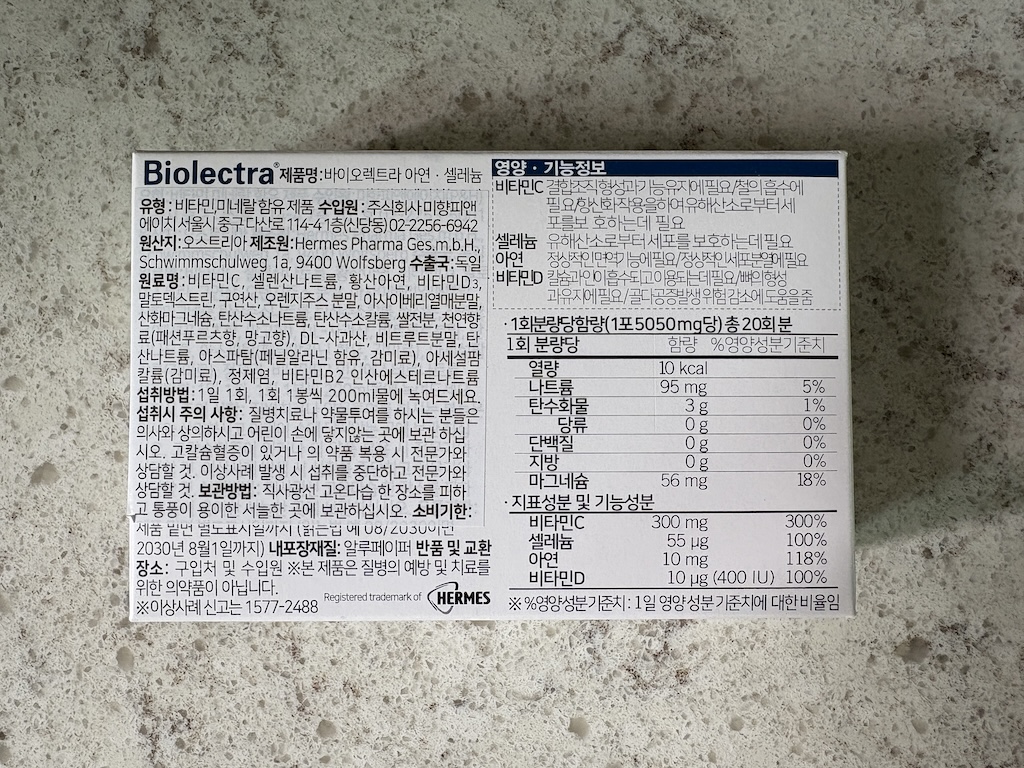 Biolectra® 제품명:바이오렉트라 아연 · 셀레늄
유형: 비타민,미네랄 함유 제품 수입원: 주식회사 미향피앤
에이치 서울시 중구 다산로 114-4 1층(신당동)02-2256-6942
원산지:오스트리아 제조원:Hermes Pharma Ges.m.b.H.,
Schwimmschulweg 1a, 9400 Wolfsberg 수출국:독일
원료명: 비타민C, 셀렌산나트륨, 황산아연, 비타민D3,
말토덱스트린, 구연산, 오렌지주스 분말, 아사이베리열매분말,
산화마그네슘, 탄산수소나트륨, 탄산수소칼륨, 쌀전분, 천연향
료(패션푸르츠향, 망고향), DL-사과산, 비트루트분말, 탄
산나트륨, 아스파탐(페닐알라닌 함유, 감미료), 아세설팜
칼륨(감미료), 정제염, 비타민B2 인산에스테르나트륨
섭취방법:1일 1회, 1회 1봉씩 200ml물에 녹여드세요.
섭취시 주의 사항: 질병치료나 약물투여를 하시는 분들은
의사와 상의하시고 어린이 손에 닿지않는 곳에 보관 하십
시오. 고칼슘혈증이 있거나 의 약품 복용 시 전문가와
상담할 것. 이상사례 발생 시 섭취를 중단하고 전문가와
상담할 것. 보관방법: 직사광선 고온다습 한 장소를 피하
고 통풍이 용이한 서늘한 곳에 보관하십시오. 소비기한:
제품 밑면 별도표시일까지 (읽는법 예 08/2030이면
2030년 8월1일까지) 내포장재질: 알루페이퍼 반품 및 교환
장소: 구입처 및 수입원 ※본 제품은 질병의 예방 및 치료를
위한 의약품이 아닙니다.
※이상사례 신고는 1577-2488
Registered trademark of HERMES
영양 · 기능정보
비타민C 결합조직 형성과 기능유지에 필요/철의 흡수에
필요/항산화작용을 하여 유해산소로부터 세
포를보 호하는데 필요
셀레늄 유해산소로부터 세포를 보호하는데 필요
아연 정상적인 면역기능에 필요/정상적인 세포분열에 필요
비타민D 칼슘과 인이 흡수되고 이용되는데 필요/뼈의 형성
과 유지에 필요/골다공증발생 위험 감소에 도움을 줌
· 1회분량당함량(1포 5050mg당) 총 20회 분
1회 분량당 함량 %영양성분기준치
열량 10 kcal
나트륨 95 mg 5%
탄수화물 3 g 1%
당류 0 g 0%
단백질 0 g 0%
지방 0 g 0%
마그네슘 56 mg 18%
· 지표성분 및 기능성분
비타민C 300 mg 300%
셀레늄 55 µg 100%
아연 10 mg 118%
비타민D 10 µg (400 IU) 100%
※ %영양성분기준치 : 1일 영양성분 기준치에 대한 비율임